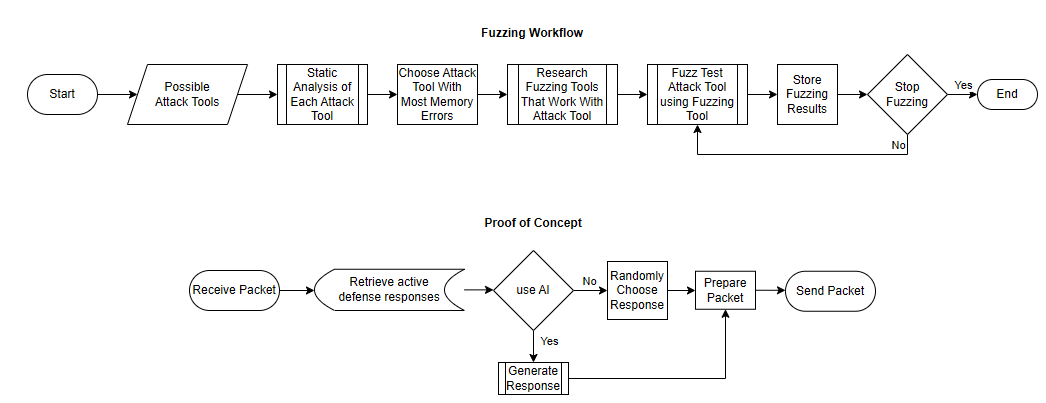 Fuzzing Workflow
Start
Possible
Attack Tools
Static
Analysis of
Each Attack
Tool
Choose Attack
Tool With
Most Memory
Errors
Research
Fuzzing Tools
That Work With
Attack Tool
Fuzz Test
Attack Tool
using Fuzzing
Tool
Store
Fuzzing
Results
Stop
Fuzzing
Yes
End
No
Proof of Concept
Receive Packet
Retrieve active
defense responses
use AI
No
Randomly
Choose
Response
Prepare
Packet
Send Packet
Yes
Generate
Response